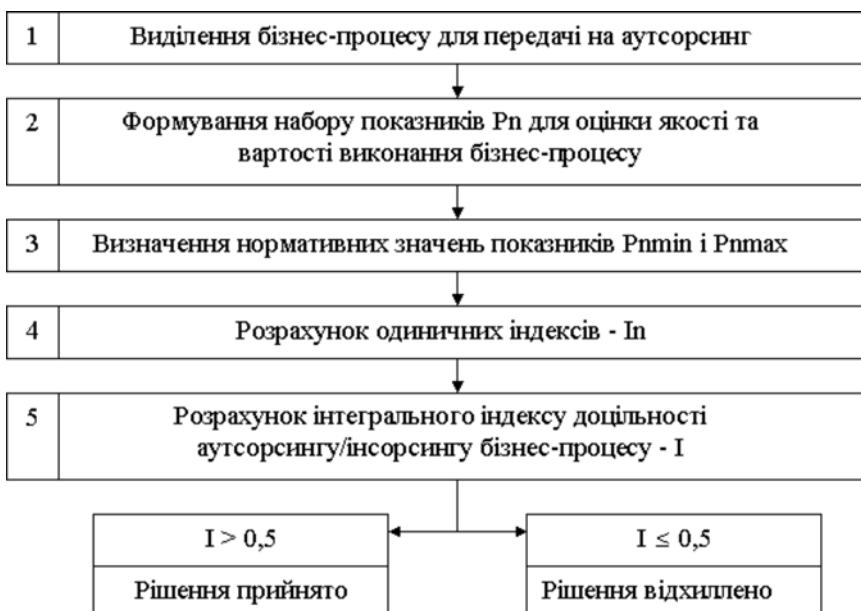 1 Виділення бізнес-процесу для передачі на аутсорсинг
2 Формування набору показників Pn для оцінки якості та
вартості виконання бізнес-процесу
3 Визначення нормативних значень показників Pnmin і Pnmax
4 Розрахунок одиничних індексів - In
5 Розрахунок інтегрального індексу доцільності
аутсорсингу/інсорсингу бізнес-процесу - I
I > 0,5
I ≤ 0,5
Рішення прийнято
Рішення відхиллено